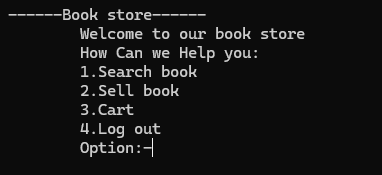 ------Book store------
Welcome to our book store
How Can we Help you:
1.Search book
2.Sell book
3.Cart
4.Log out
Option:-